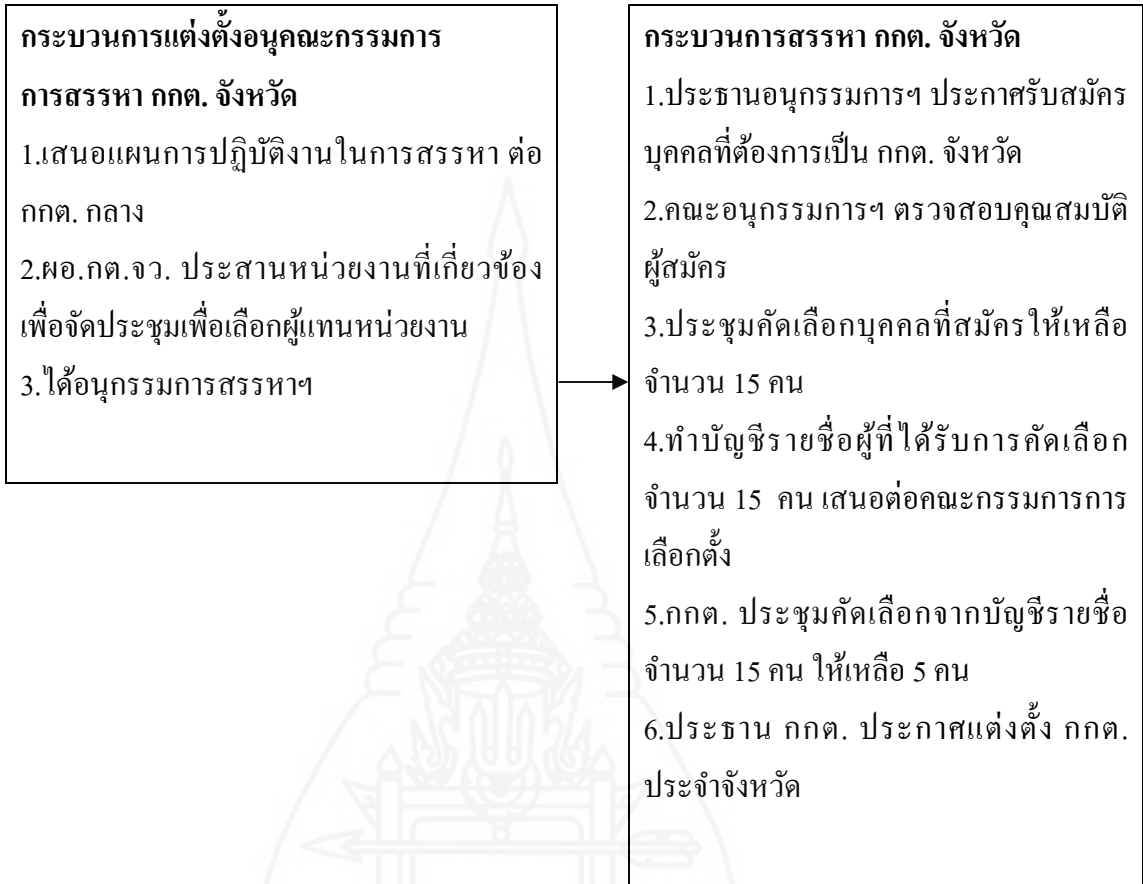 กระบวนการแต่งตั้งอนุคณะกรรมการ
การสรรหา กกต. จังหวัด
1.เสนอแผนการปฏิบัติงานในการสรรหา ต่อ
กกต. กลาง
2.ผอ.กต.จว. ประสานหน่วยงานที่เกี่ยวข้อง
เพื่อจัดประชุมเพื่อเลือกผู้แทนหน่วยงาน
3.ได้อนุกรรมการสรรหาฯ
กระบวนการสรรหา กกต. จังหวัด
1.ประธานอนุกรรมการฯ ประกาศรับสมัคร
บุคคลที่ต้องการเป็น กกต. จังหวัด
2.คณะอนุกรรมการฯ ตรวจสอบคุณสมบัติ
ผู้สมัคร
3.ประชุมคัดเลือกบุคคลที่สมัครให้เหลือ
จำนวน 15 คน
4.ทำบัญชีรายชื่อผู้ที่ได้รับการคัดเลือก
จำนวน 15 คน เสนอต่อคณะกรรมการการ
เลือกตั้ง
5.กกต. ประชุมคัดเลือกจากบัญชีรายชื่อ
จำนวน 15 คน ให้เหลือ 5 คน
6.ประธาน กกต. ประกาศแต่งตั้ง กกต.
ประจำจังหวัด